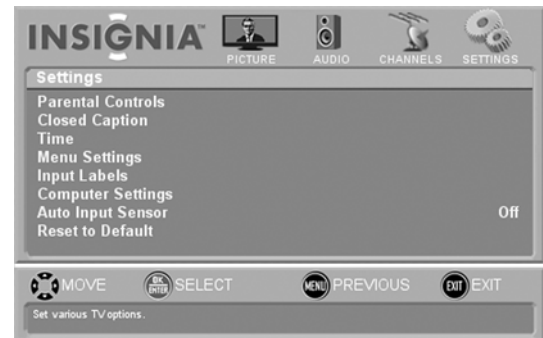 INSIGNIA™
PICTURE AUDIO CHANNELS SETTINGS
Settings
Parental Controls
Closed Caption
Time
Menu Settings
Input Labels
Computer Settings
Auto Input Sensor Off
Reset to Default
MOVE OK ENTER SELECT MENU PREVIOUS EXIT EXIT
Set various TV options.